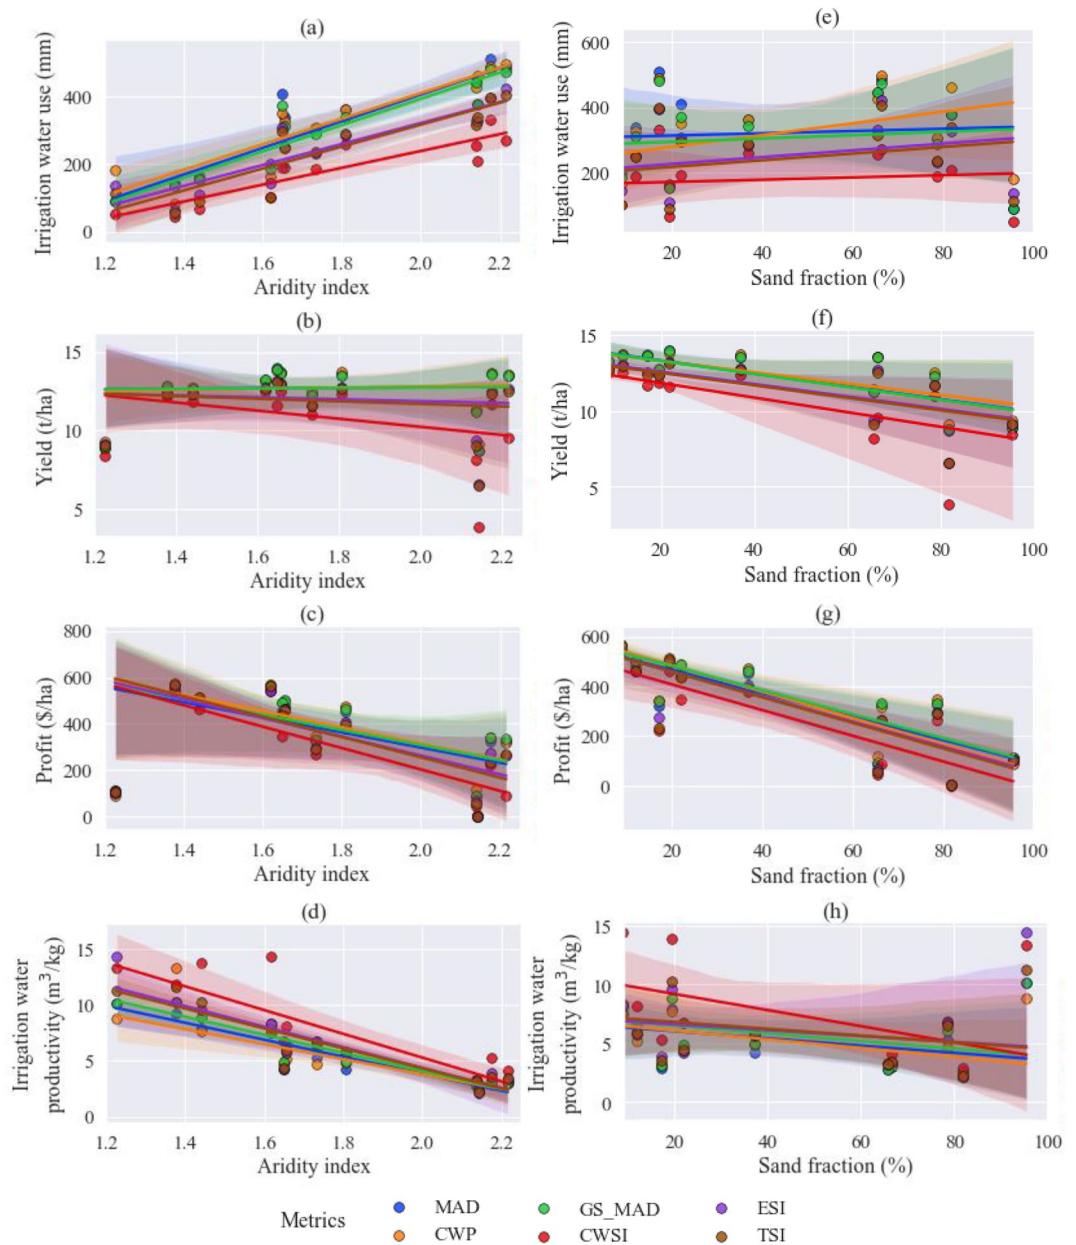 (a)
Irrigation water use (mm)
400
200
0
1.2 1.4 1.6 1.8 2.0 2.2
Aridity index
(e)
Irrigation water use (mm)
600
400
200
20 40 60 80 100
Sand fraction (%)
(b)
Yield (t/ha)
15
10
5
1.2 1.4 1.6 1.8 2.0 2.2
Aridity index
(f)
Yield (t/ha)
15
10
5
20 40 60 80 100
Sand fraction (%)
(c)
Profit ($/ha)
800
600
400
200
0
1.2 1.4 1.6 1.8 2.0 2.2
Aridity index
(g)
Profit ($/ha)
600
400
200
0
20 40 60 80 100
Sand fraction (%)
(d)
Irrigation water
productivity (m³/kg)
15
10
5
0
1.2 1.4 1.6 1.8 2.0 2.2
Aridity index
(h)
Irrigation water
productivity (m³/kg)
15
10
5
0
20 40 60 80 100
Sand fraction (%)
Metrics
MAD GS_MAD ESI
CWP CWSI TSI